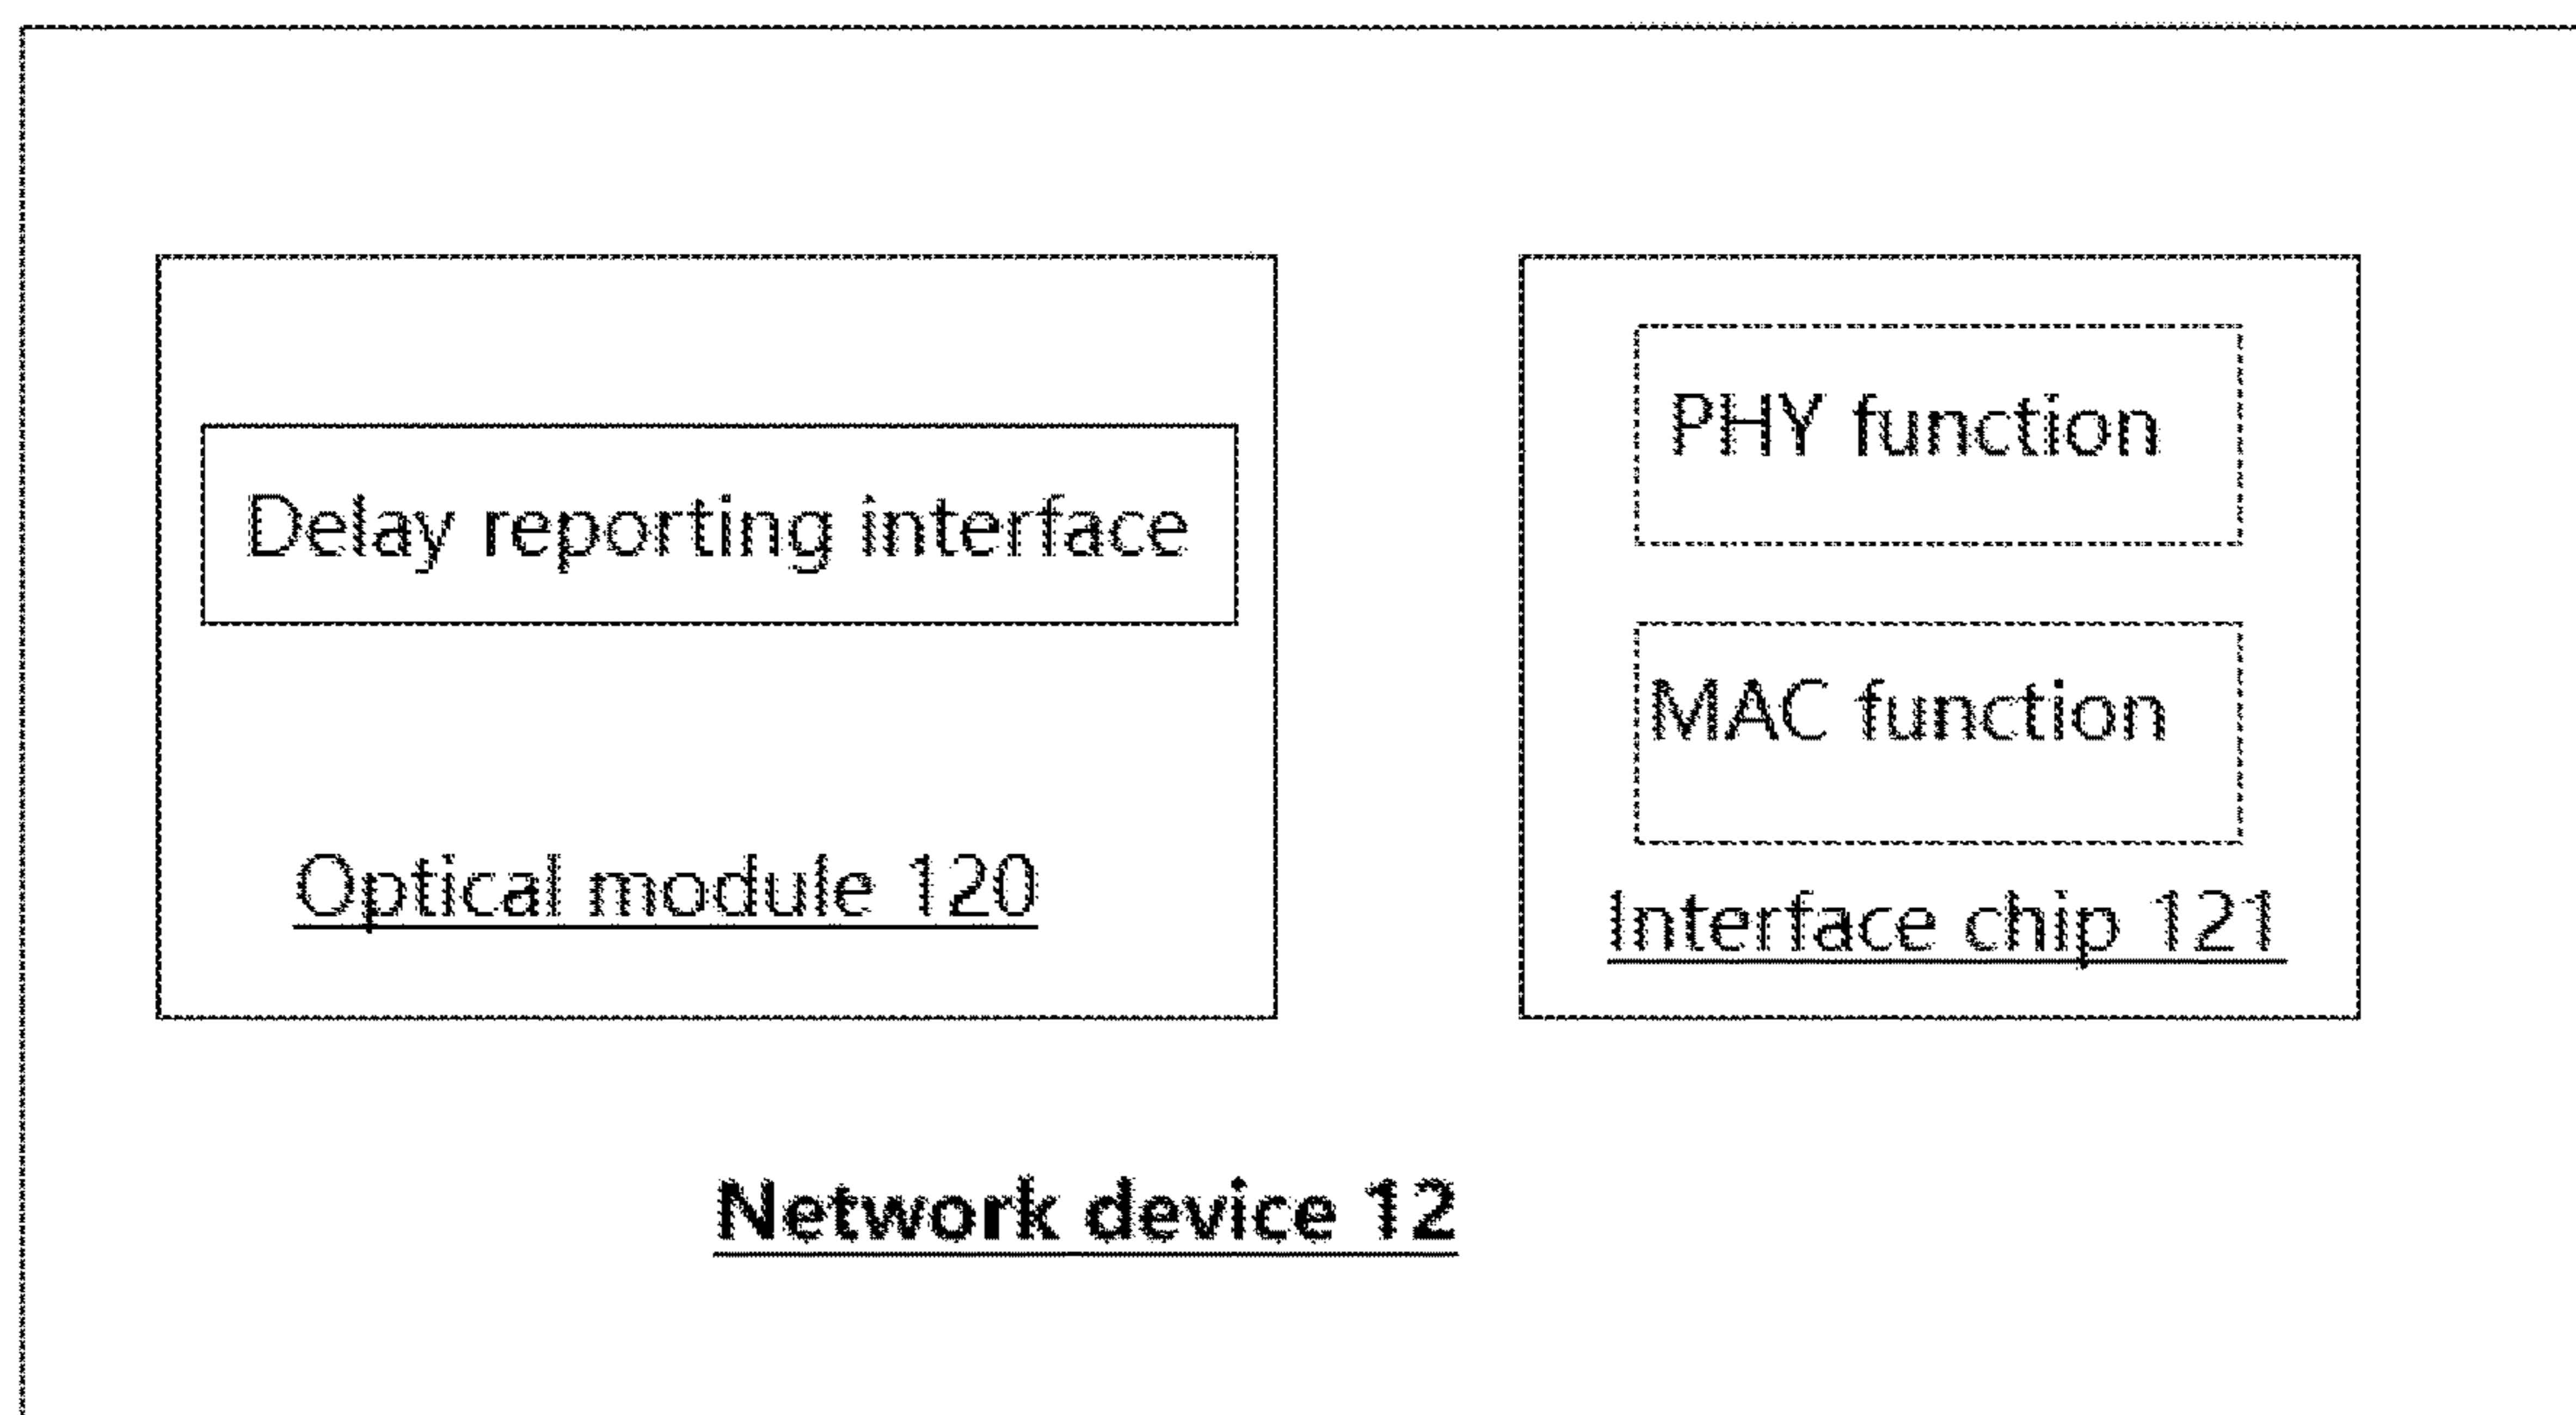 Delay reporting interface
Optical module 120
PHY function
MAC function
Interface chip 121
Network device 12